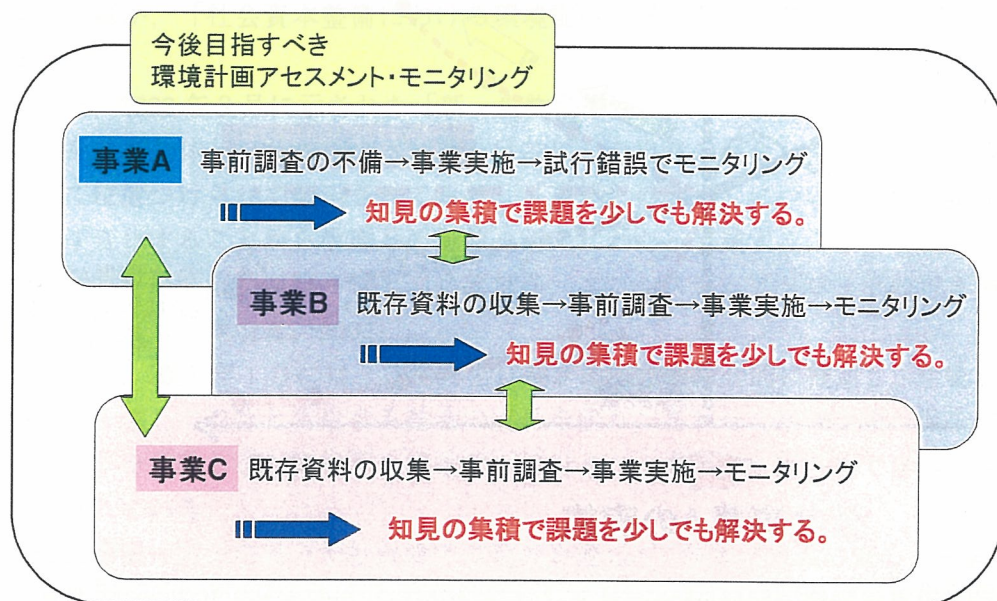 今後目指すべき
環境計画アセスメント・モニタリング
事業A 事前調査の不備→事業実施→試行錯誤でモニタリング
知見の集積で課題を少しでも解決する。
事業B 既存資料の収集→事前調査→事業実施→モニタリング
知見の集積で課題を少しでも解決する。
事業C 既存資料の収集→事前調査→事業実施→モニタリング
知見の集積で課題を少しでも解決する。